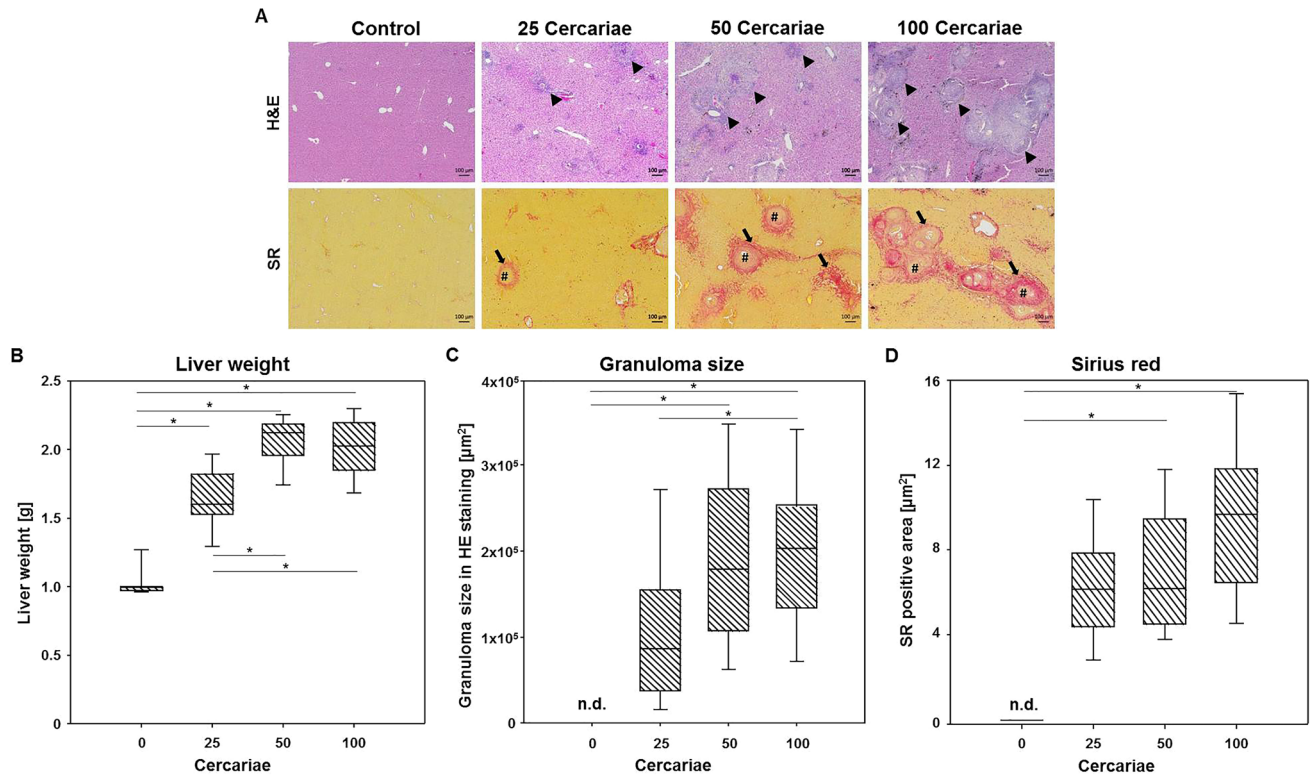 A
Control 25 Cercariae 50 Cercariae 100 Cercariae
H&E
100 µm 100 µm 100 µm 100 µm
SR
# # # # # #
100 µm 100 µm 100 µm 100 µm
B
Liver weight
Liver weight [g]
2.5
2.0
1.5
1.0
0.5
0
* * * * *
0 25 50 100
Cercariae
C
Granuloma size
Granuloma size in HE staining [µm²]
4x10⁵
3x10⁵
2x10⁵
1x10⁵
0
* * *
n.d.
0 25 50 100
Cercariae
D
Sirius red
SR positive area [µm²]
16
12
8
4
0
* *
n.d.
0 25 50 100
Cercariae